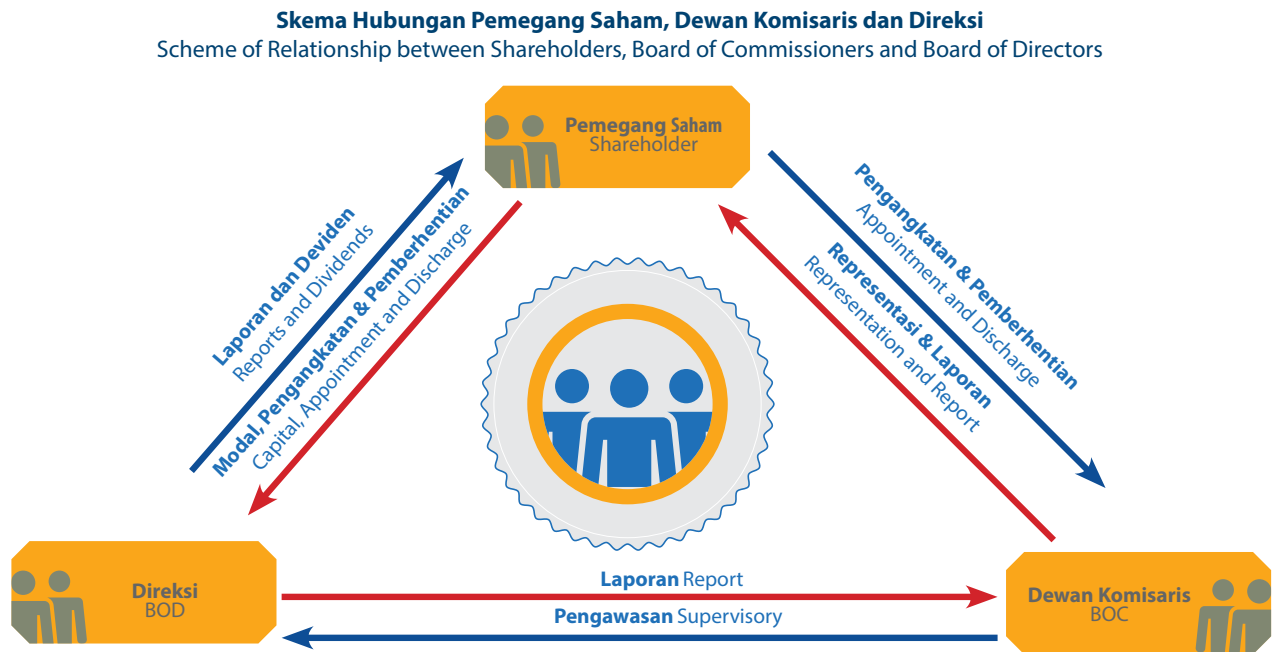 Skema Hubungan Pemegang Saham, Dewan Komisaris dan Direksi
Scheme of Relationship between Shareholders, Board of Commissioners and Board of Directors
Pemegang Saham
Shareholder
Laporan dan Deviden
Reports and Dividends
Modal, Pengangkatan & Pemberhentian
Capital, Appointment and Discharge
Pengangkatan & Pemberhentian
Appointment and Discharge
Representasi & Laporan
Representation and Report
Direksi
BOD
Laporan Report
Pengawasan Supervisory
Dewan Komisaris
BOC